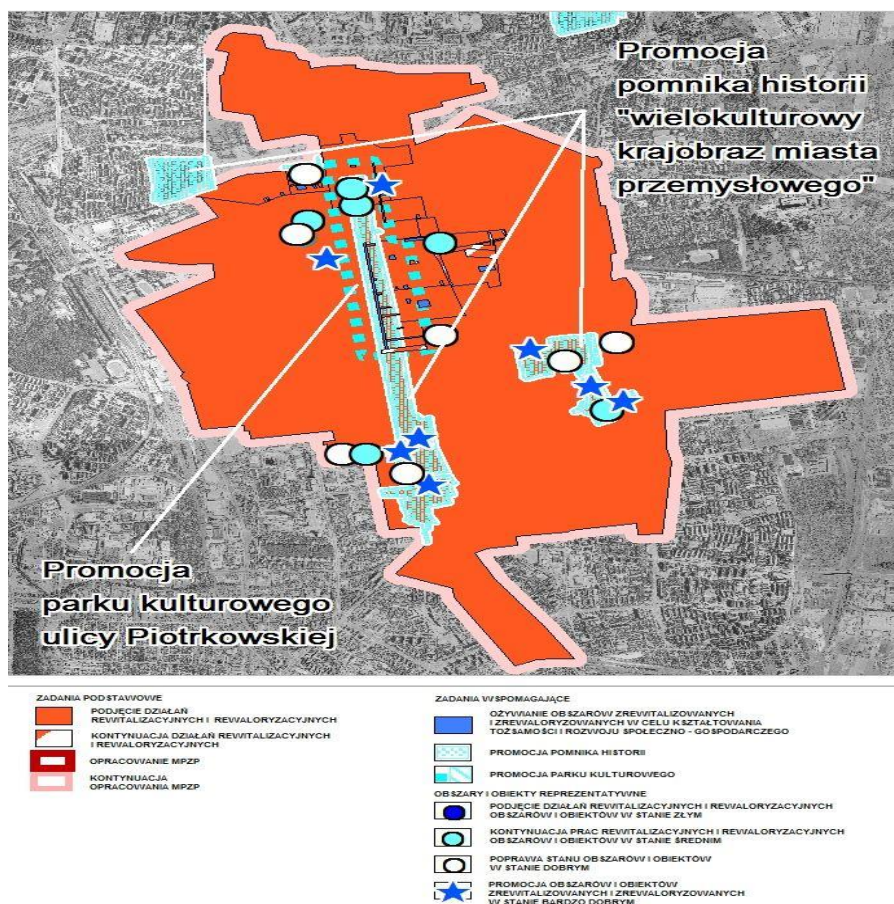 Promocja
pomnika historii
"wielokulturowy
krajobraz miasta
przemysłowego"
Promocja
parku kulturowego
ulicy Piotrkowskiej
ZADANIA PODSTAWOWE
PODJĘCIE DZIAŁAŃ
REWITALIZACYJNYCH I REWALORYZACYJNYCH
KONTYNUACJA DZIAŁAŃ REWITALIZACYJNYCH
I REWALORYZACYJNYCH
OPRACOWANIE MPZP
KONTYNUACJA
OPRACOWANIA MPZP
ZADANIA WSPOMAGAJĄCE
OŻYWIANIE OBSZARÓW ZREWITALIZOWANYCH
I ZREWALORYZOWANYCH W CELU KSZTAŁTOWANIA
TOŻSAMOŚCI I ROZWOJU SPOŁECZNO - GOSPODARCZEGO
PROMOCJA POMNIKA HISTORII
PROMOCJA PARKU KULTUROWEGO
OBSZARY I OBIEKTY REPREZENTATYWNE
PODJĘCIE DZIAŁAŃ REWITALIZACYJNYCH I REWALORYZACYJNYCH
OBSZARÓW I OBIEKTÓW W STANIE ZŁYM
KONTYNUACJA PRAC REWITALIZACYJNYCH I REWALORYZACYJNYCH
OBSZARÓW I OBIEKTÓW W STANIE ŚREDNIM
POPRAWA STANU OBSZARÓW I OBIEKTÓW
W STANIE DOBRYM
PROMOCJA OBSZARÓW I OBIEKTÓW
ZREWITALIZOWANYCH I ZREWALORYZOWANYCH
W STANIE BARDZO DOBRYM